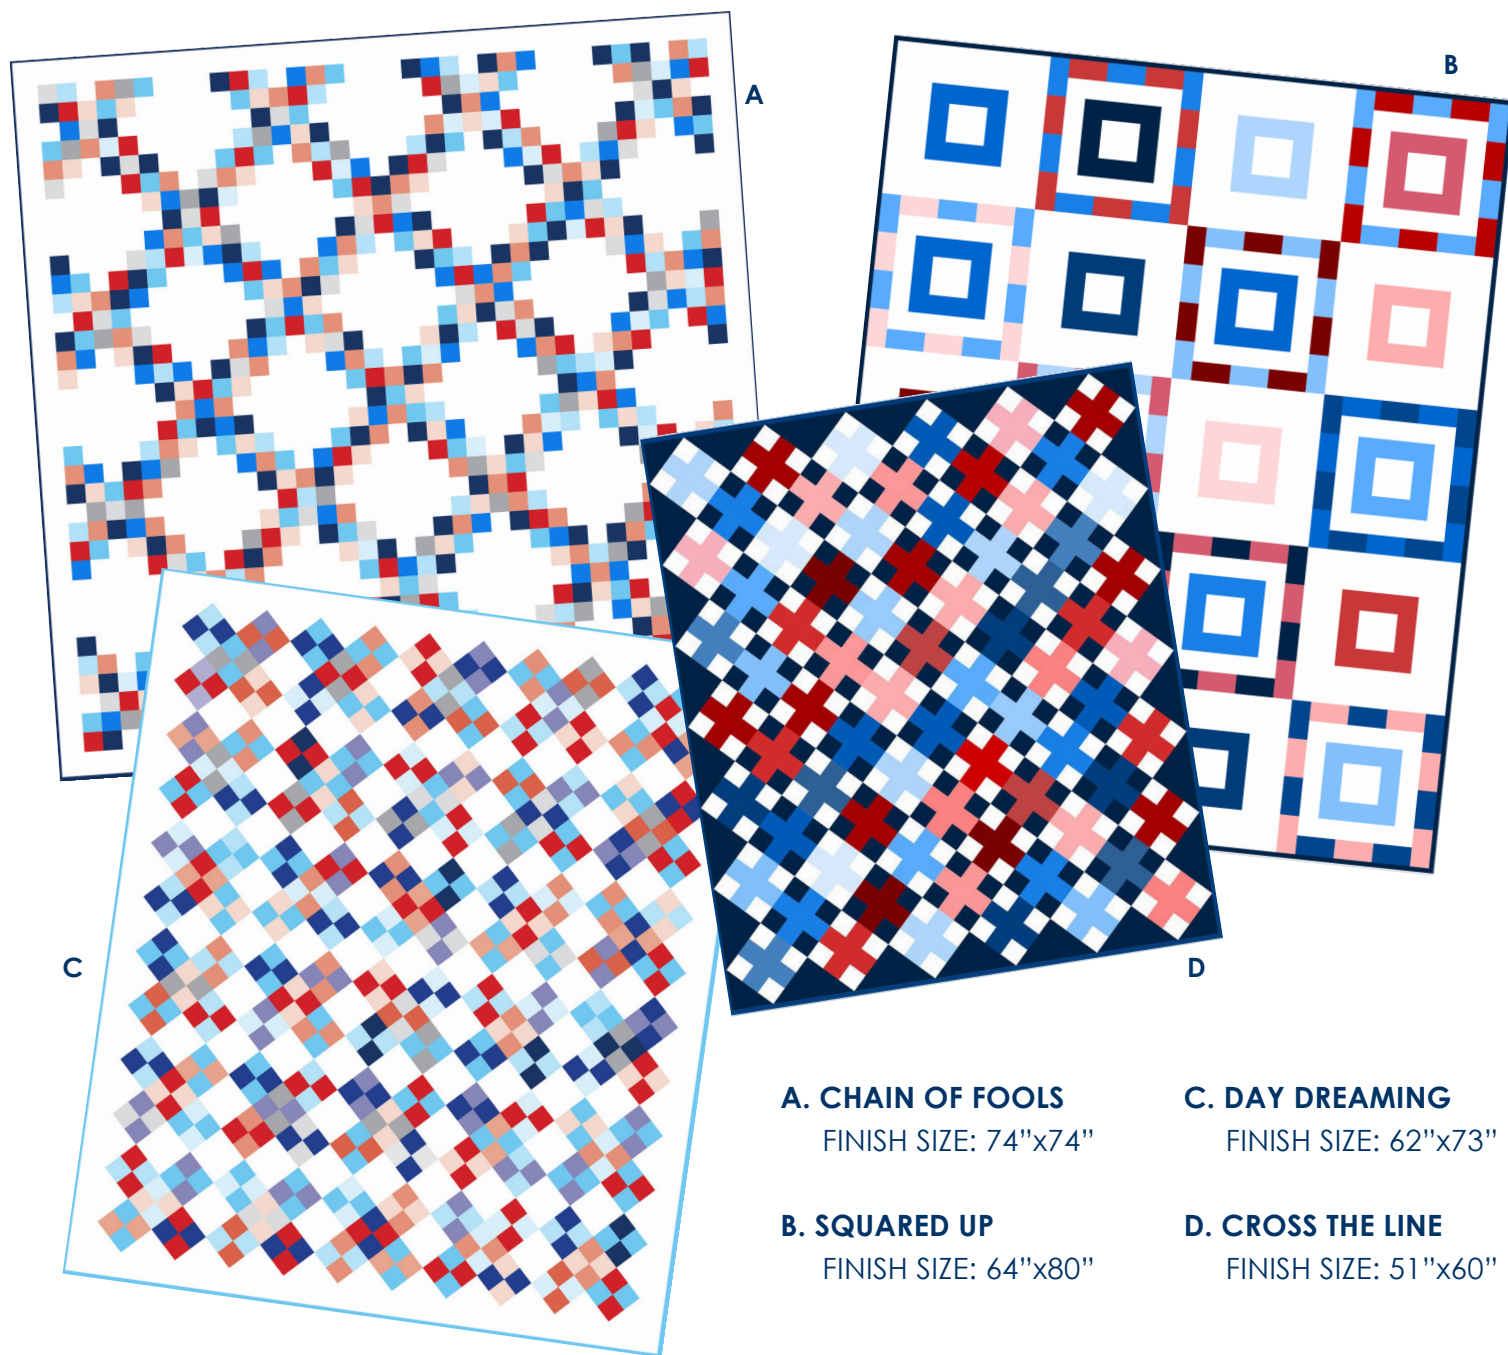 A
B
C
D
A. CHAIN OF FOOLS
FINISH SIZE: 74”x74”
B. SQUARED UP
FINISH SIZE: 64”x80”
C. DAY DREAMING
FINISH SIZE: 62”x73”
D. CROSS THE LINE
FINISH SIZE: 51”x60”